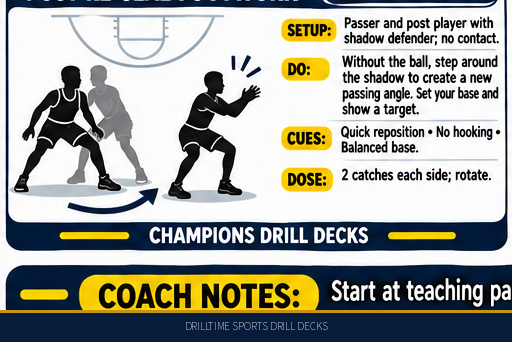 SETUP: Passer and post player with
shadow defender; no contact.
DO: Without the ball, step around
the shadow to create a new
passing angle. Set your base and
show a target.
CUES: Quick reposition • No hooking •
Balanced base.
DOSE: 2 catches each side; rotate.
CHAMPIONS DRILL DECKS
COACH NOTES: Start at teaching pa
DRILLTIME SPORTS DRILL DECKS